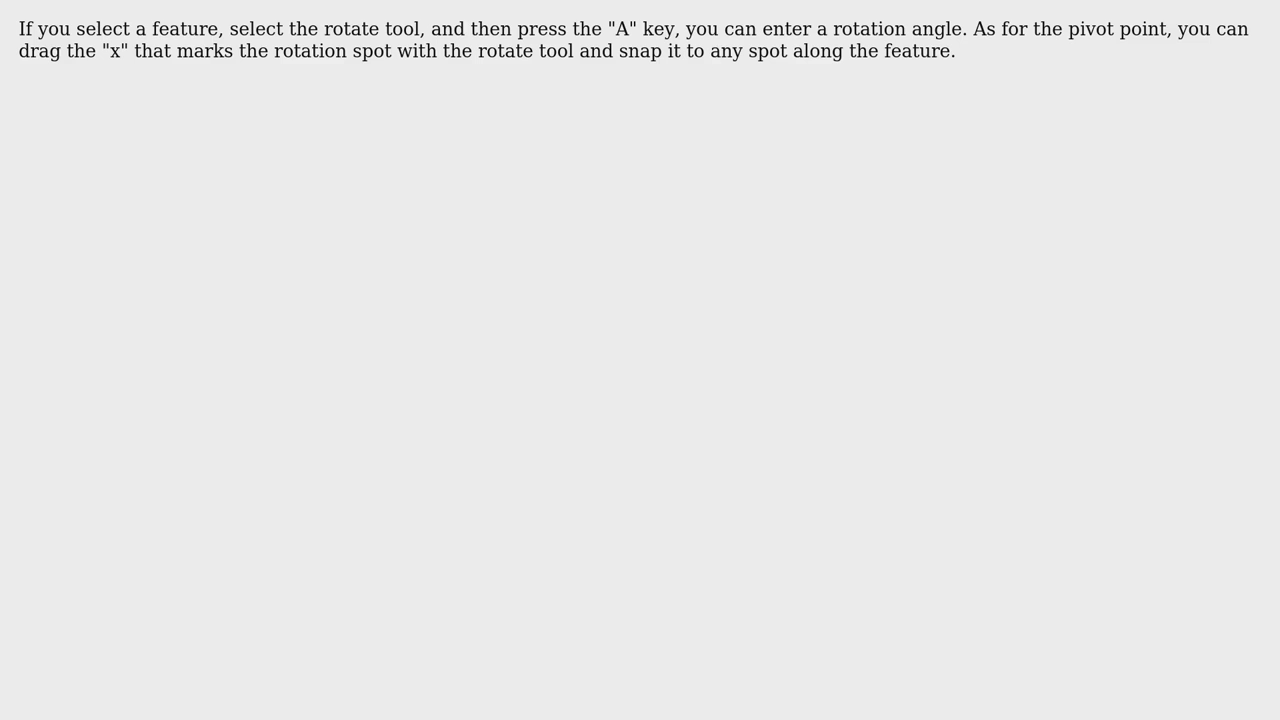 If you select a feature, select the rotate tool, and then press the "A" key, you can enter a rotation angle. As for the pivot point, you can
drag the "x" that marks the rotation spot with the rotate tool and snap it to any spot along the feature.